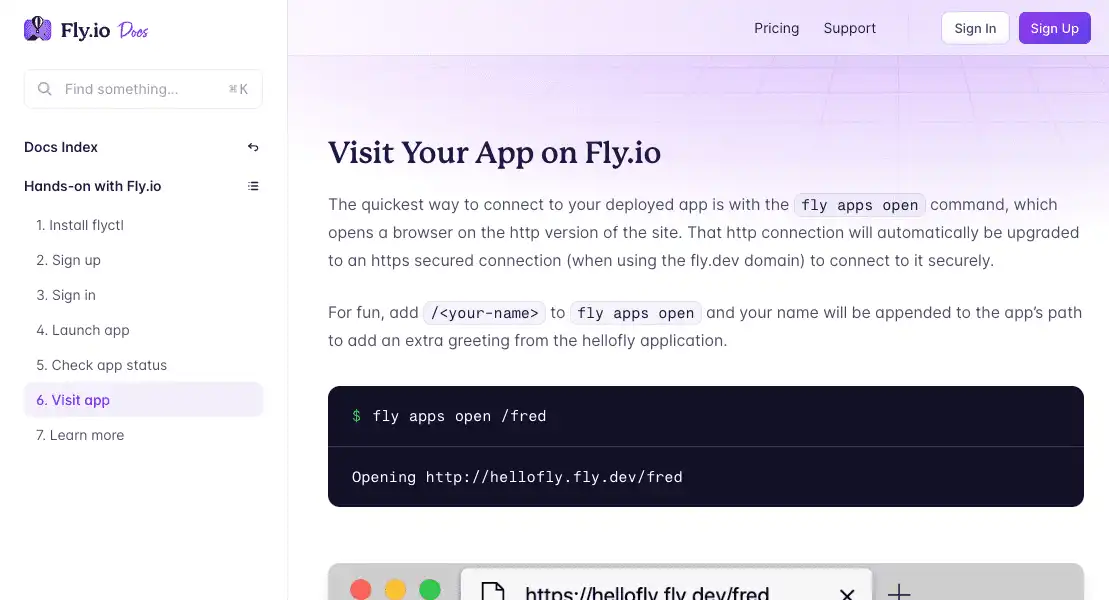 Fly.io Docs
Find something... ⌘K
Docs Index
Hands-on with Fly.io
1. Install flyctl
2. Sign up
3. Sign in
4. Launch app
5. Check app status
6. Visit app
7. Learn more
Pricing Support Sign In Sign Up
Visit Your App on Fly.io
The quickest way to connect to your deployed app is with the fly apps open command, which
opens a browser on the http version of the site. That http connection will automatically be upgraded
to an https secured connection (when using the fly.dev domain) to connect to it securely.
For fun, add /<your-name> to fly apps open and your name will be appended to the app's path
to add an extra greeting from the hellofly application.
$ fly apps open /fred
Opening http://hellofly.fly.dev/fred
https://hellofly.fly.dev/fred